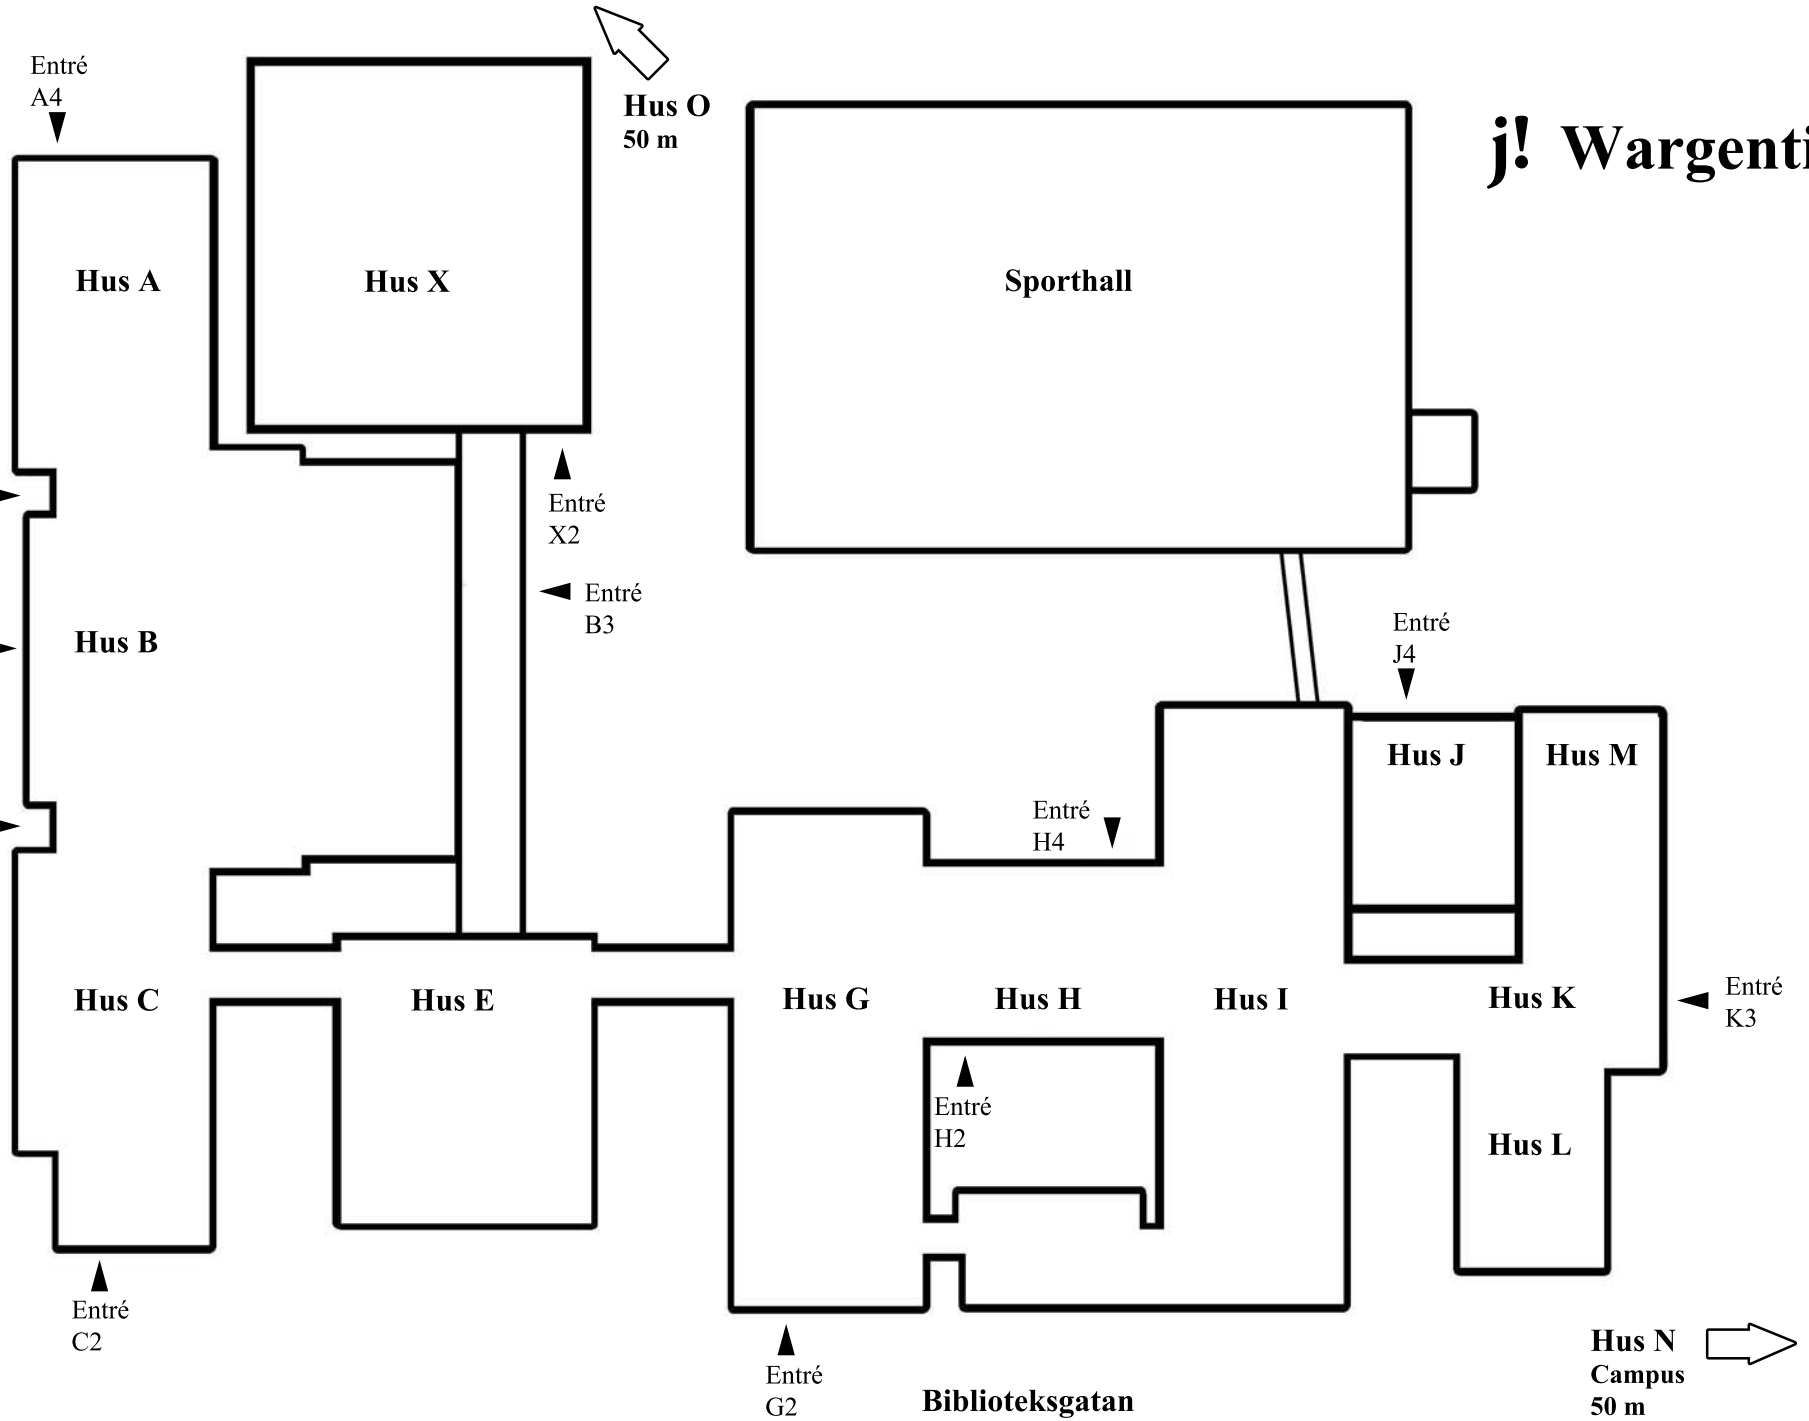 Entré
A4
Hus O
50 m
j! Wargenti
Hus A
Hus X
Sporthall
Entré
X2
Entré
B3
Hus B
Entré
J4
Hus J
Hus M
Entré
H4
Hus C
Hus E
Hus G
Hus H
Hus I
Hus K
Entré
K3
Entré
H2
Hus L
Entré
C2
Entré
G2
Biblioteksgatan
Hus N
Campus
50 m